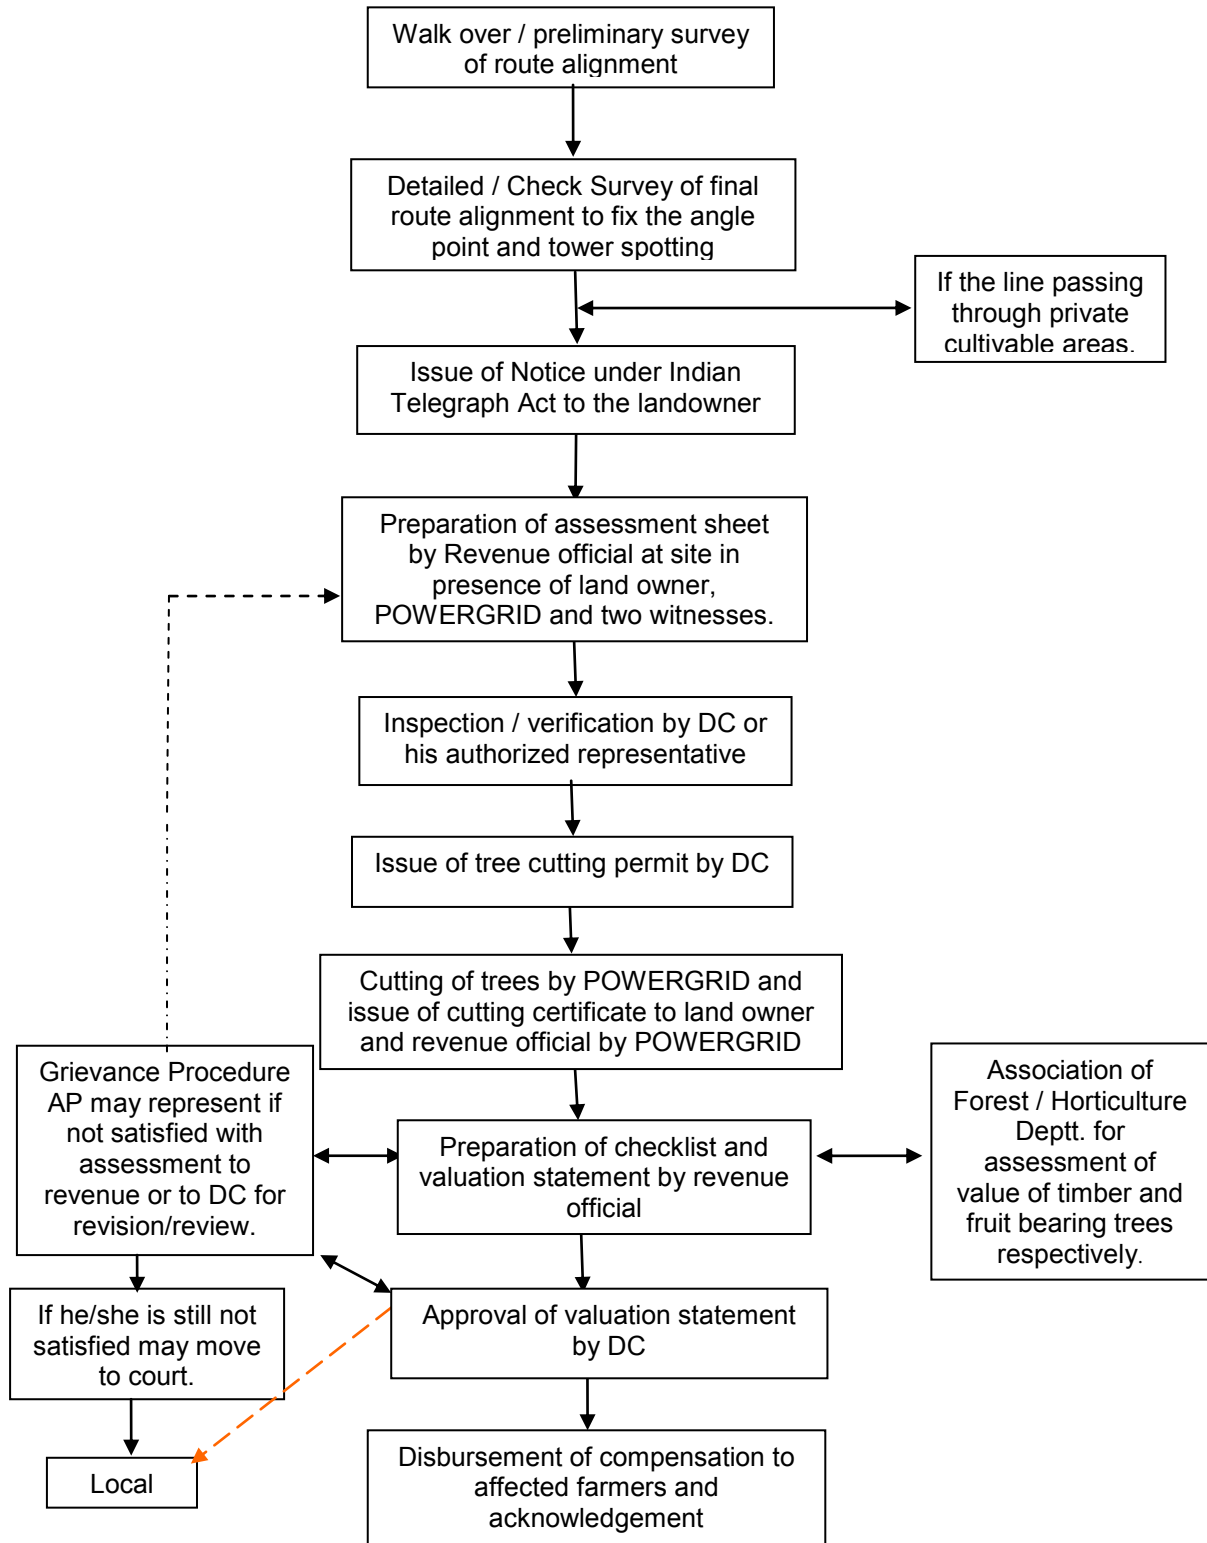 Walk over / preliminary survey
of route alignment
Detailed / Check Survey of final
route alignment to fix the angle
point and tower spotting
If the line passing
through private
cultivable areas.
Issue of Notice under Indian
Telegraph Act to the landowner
Preparation of assessment sheet
by Revenue official at site in
presence of land owner,
POWERGRID and two witnesses.
Inspection / verification by DC or
his authorized representative
Issue of tree cutting permit by DC
Cutting of trees by POWERGRID and
issue of cutting certificate to land owner
and revenue official by POWERGRID
Grievance Procedure
AP may represent if
not satisfied with
assessment to
revenue or to DC for
revision/review.
Preparation of checklist and
valuation statement by revenue
official
Association of
Forest / Horticulture
Deptt. for
assessment of
value of timber and
fruit bearing trees
respectively.
If he/she is still not
satisfied may move
to court.
Approval of valuation statement
by DC
Local
Disbursement of compensation to
affected farmers and
acknowledgement